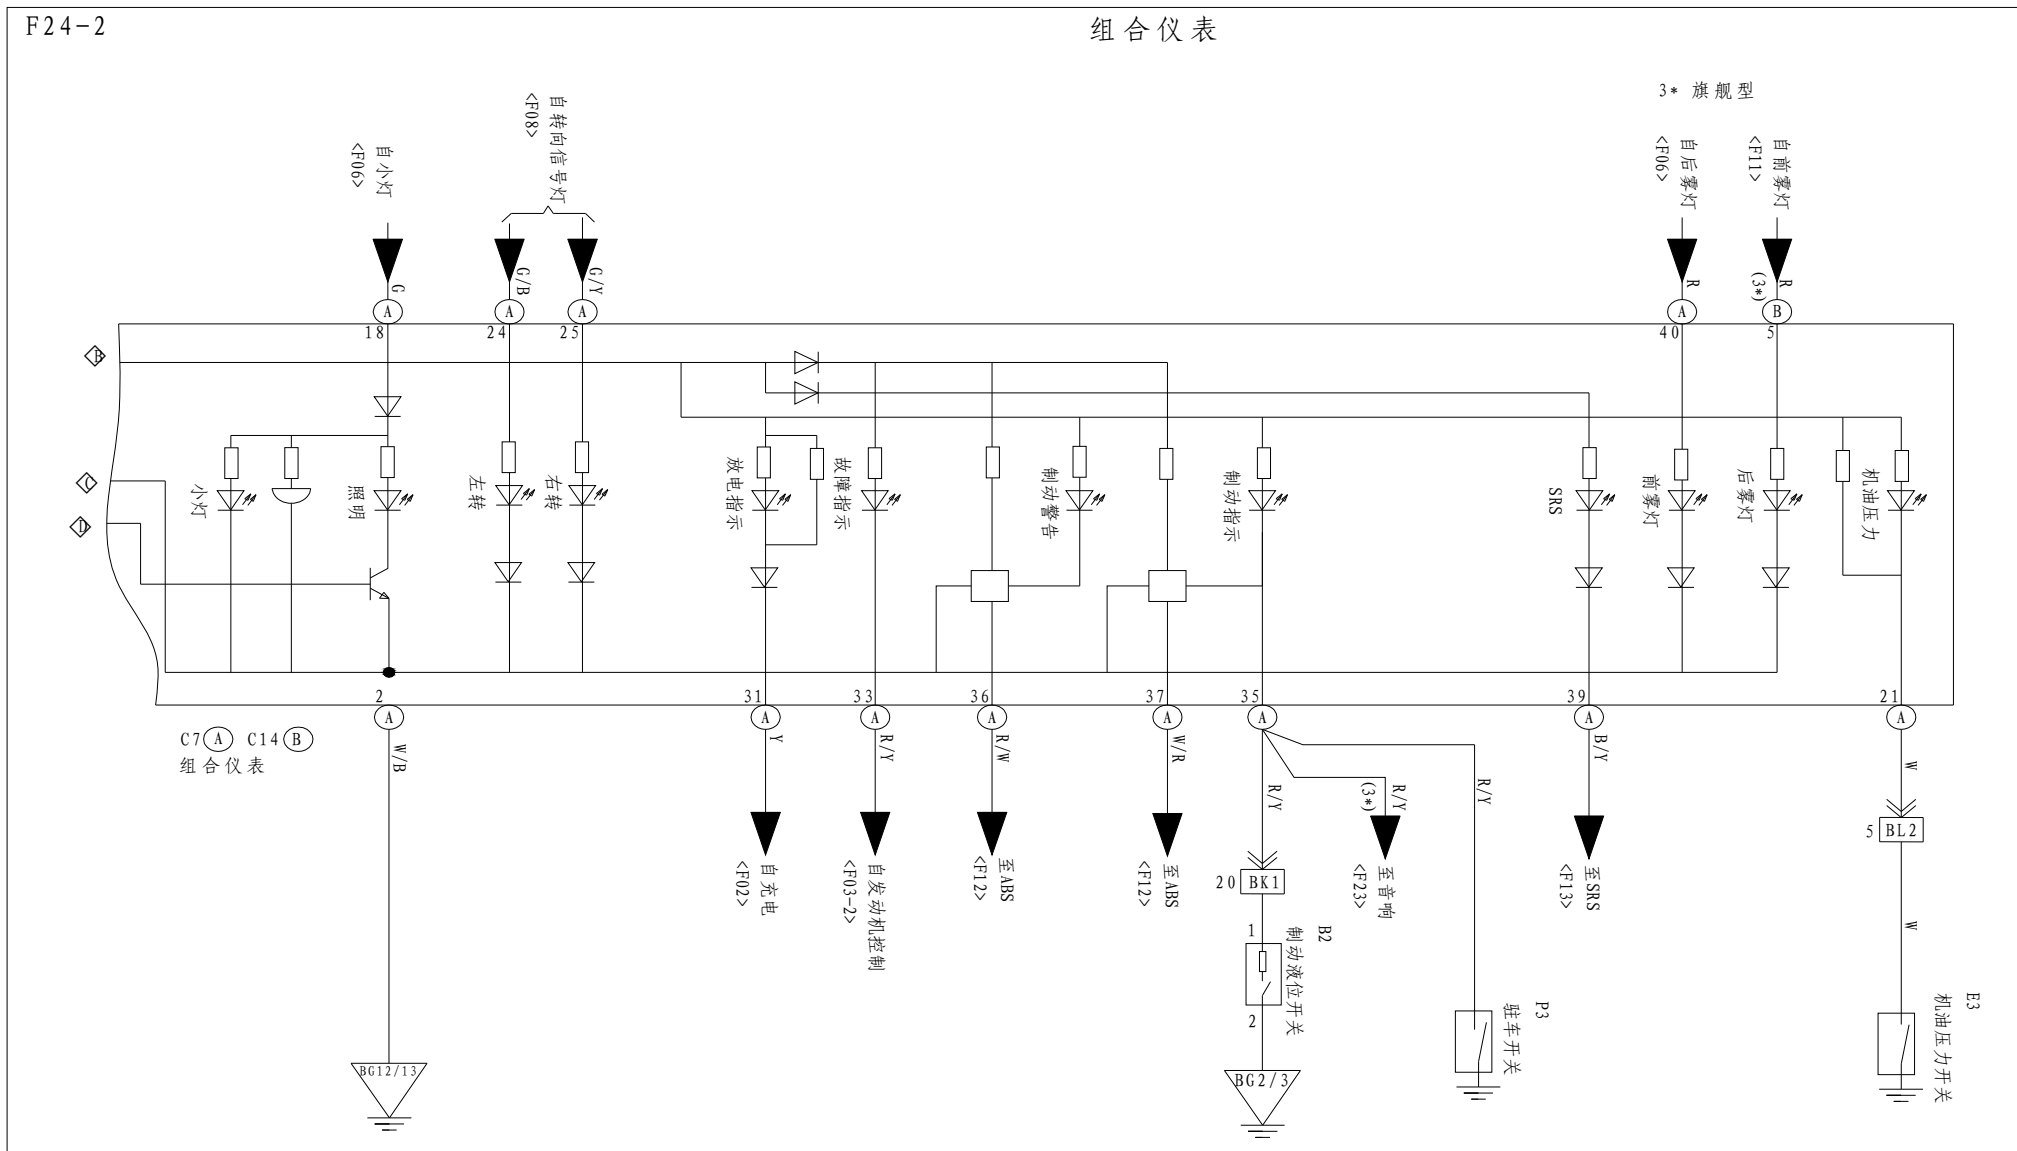 F24-2
组合仪表
3* 旗舰型
自小灯
<F06>
自转向信号灯
<F08>
自后雾灯
<F06>
自前雾灯
<F11>
G
G/B
G/Y
R
R
(3*)
A
A
A
A
B
18
24
25
40
5
B
C
D
小灯
照明
左转
右转
放电指示
故障指示
制动警告
制动指示
SRS
前雾灯
后雾灯
机油压力
2
31
33
36
37
35
39
21
A
A
A
A
A
A
A
A
C7 A C14 B
组合仪表
W/B
Y
R/Y
R/W
W/R
R/Y
R/Y
(3*)
R/Y
B/Y
W
5 BL2
W
自充电
<F02>
自发动机控制
<F03-2>
至ABS
<F12>
至ABS
<F12>
20 BK1
至音响
<F23>
至SRS
<F13>
1
2
B2
制动液位开关
P3
驻车开关
E3
机油压力开关
BG12/13
BG2/3